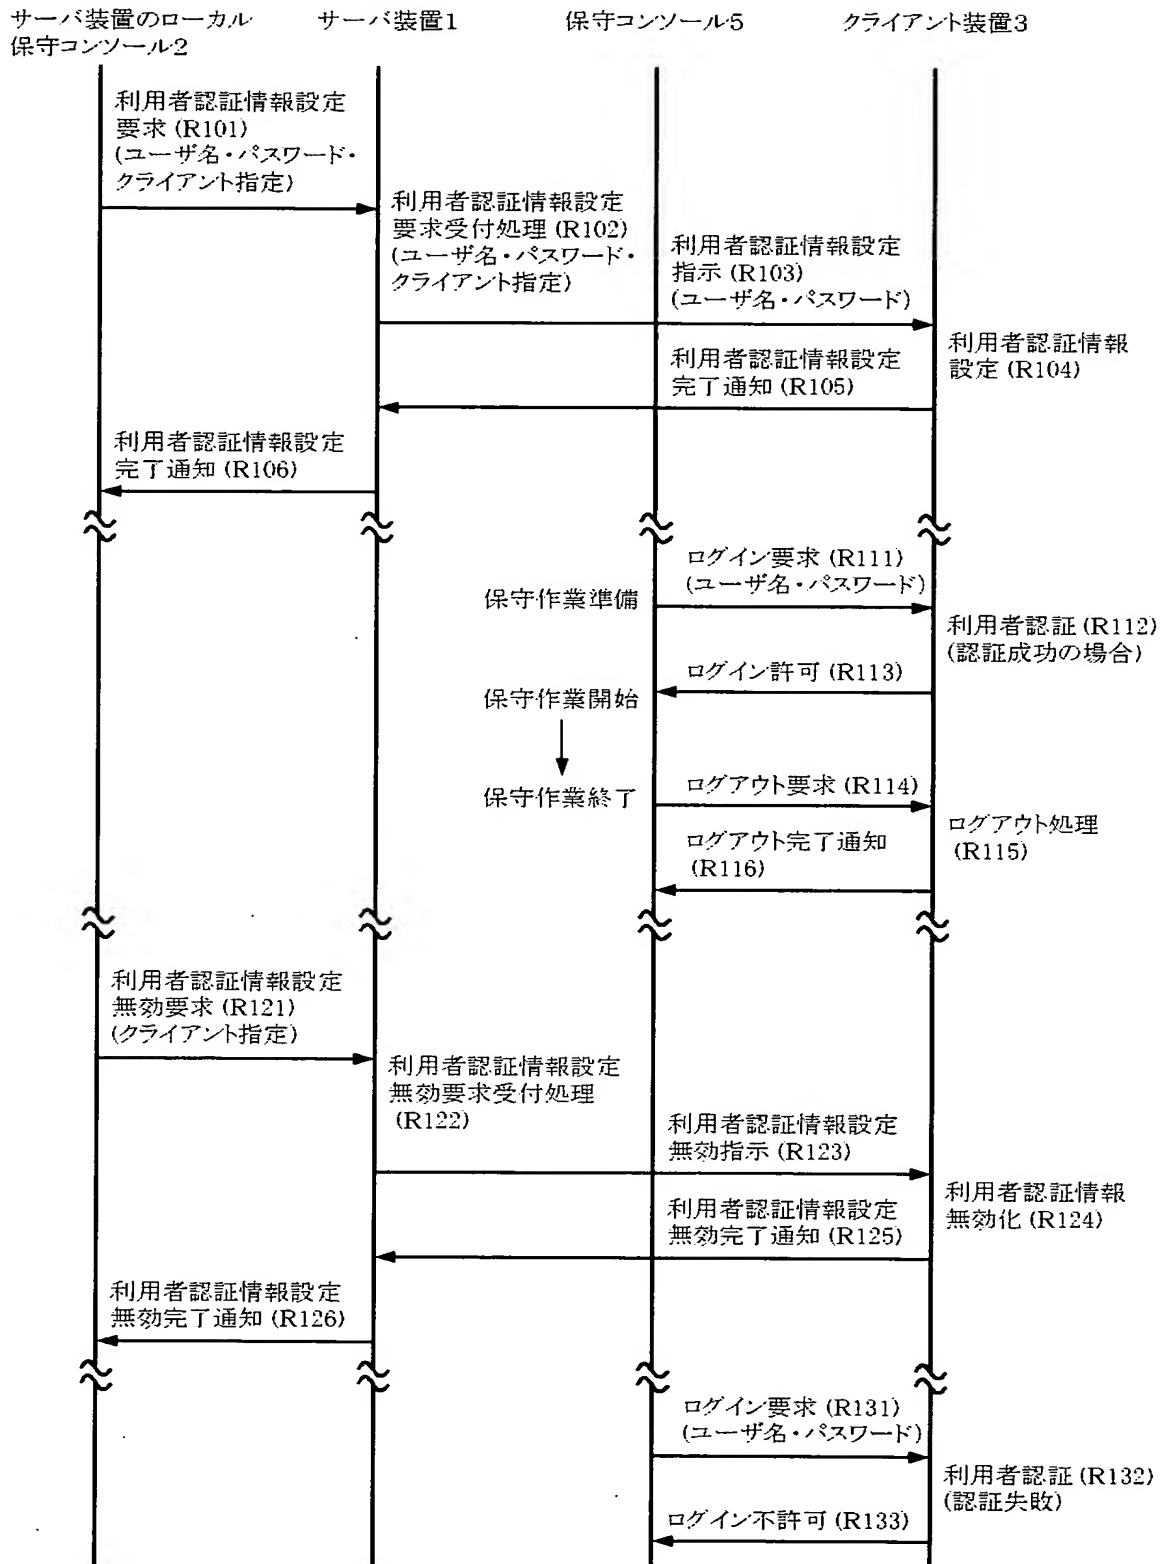 サーバ装置のローカル
保守コンソール2
サーバ装置1
保守コンソール5
クライアント装置3
利用者認証情報設定
要求(R101)
(ユーザ名・パスワード・
クライアント指定)
利用者認証情報設定
要求受付処理(R102)
(ユーザ名・パスワード・
クライアント指定)
利用者認証情報設定
指示(R103)
(ユーザ名・パスワード)
利用者認証情報
設定(R104)
利用者認証情報設定
完了通知(R105)
利用者認証情報設定
完了通知(R106)
ログイン要求(R111)
(ユーザ名・パスワード)
保守作業準備
利用者認証(R112)
(認証成功の場合)
ログイン許可(R113)
保守作業開始
保守作業終了
ログアウト要求(R114)
ログアウト処理
(R115)
ログアウト完了通知
(R116)
利用者認証情報設定
無効要求(R121)
(クライアント指定)
利用者認証情報設定
無効要求受付処理
(R122)
利用者認証情報設定
無効指示(R123)
利用者認証情報
無効化(R124)
利用者認証情報設定
無効完了通知(R125)
利用者認証情報設定
無効完了通知(R126)
ログイン要求(R131)
(ユーザ名・パスワード)
利用者認証(R132)
(認証失敗)
ログイン不許可(R133)